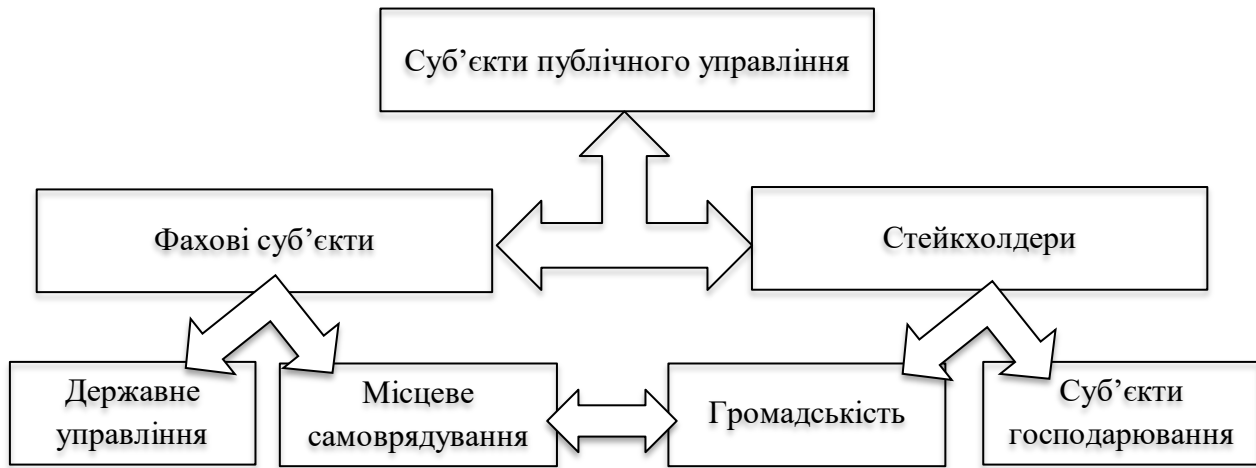 Суб’єкти публічного управління
Фахові суб’єкти
Стейкхолдери
Державне
управління
Місцеве
самоврядування
Громадськість
Суб’єкти
господарювання